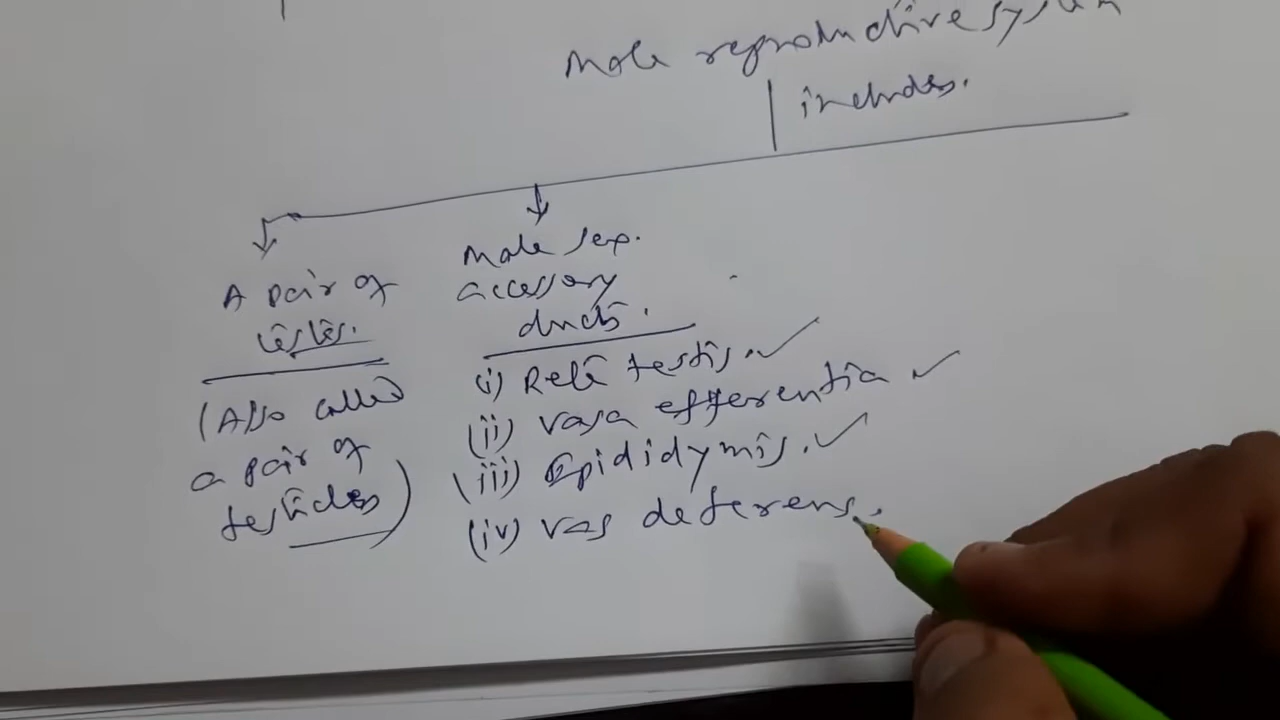 Male reproductive system
includes.
A pair of
testes.
(Also called
a pair of
testicles)
Male sex.
accessory
ducts.
(i) Rete testis.
(ii) Vasa efferentia
(iii) Epididymis.
(iv) Vas deferens.